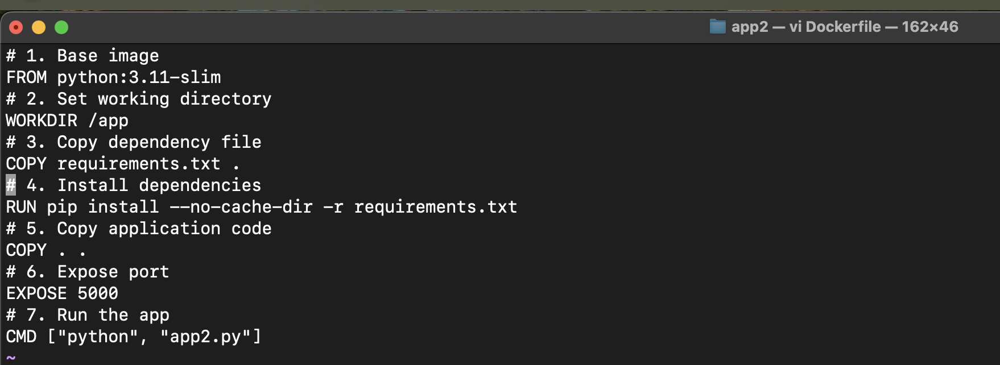 app2 — vi Dockerfile — 162×46
# 1. Base image
FROM python:3.11-slim
# 2. Set working directory
WORKDIR /app
# 3. Copy dependency file
COPY requirements.txt .
# 4. Install dependencies
RUN pip install --no-cache-dir -r requirements.txt
# 5. Copy application code
COPY . .
# 6. Expose port
EXPOSE 5000
# 7. Run the app
CMD ["python", "app2.py"]
~